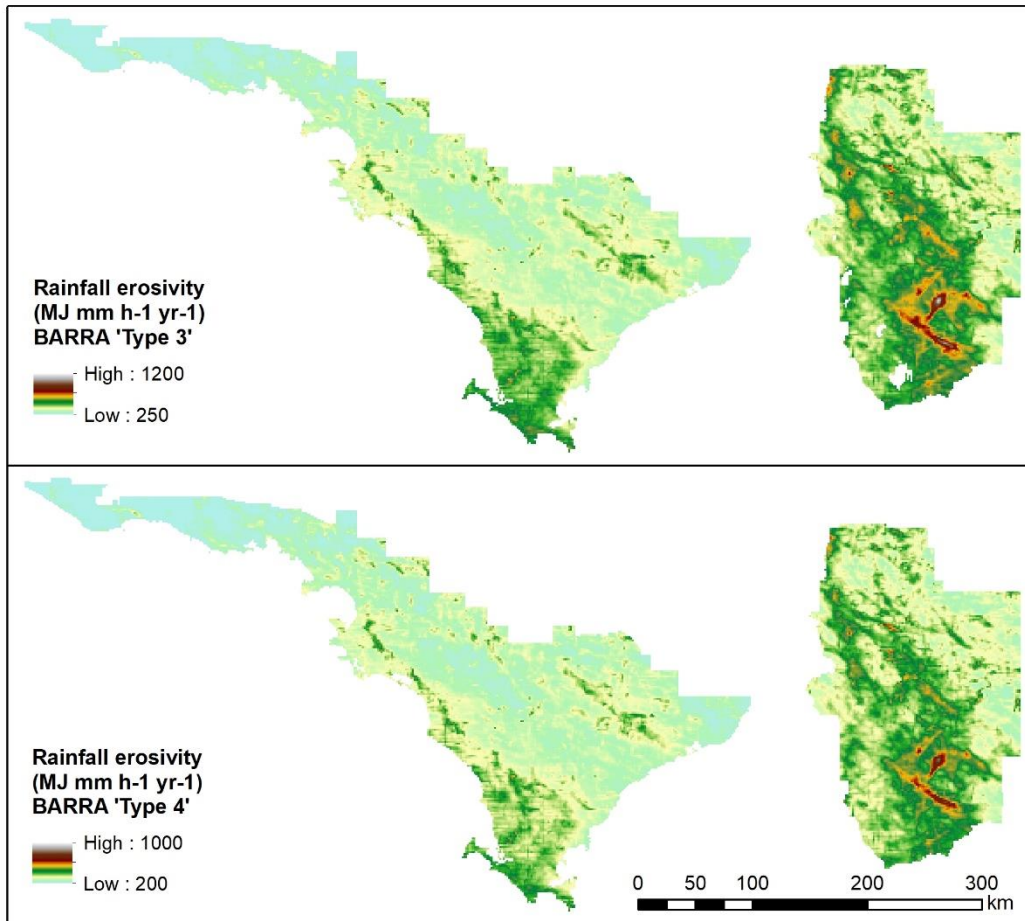 Rainfall erosivity
(MJ mm h-1 yr-1)
BARRA 'Type 3'
High : 1200
Low : 250
Rainfall erosivity
(MJ mm h-1 yr-1)
BARRA 'Type 4'
High : 1000
Low : 200
0 50 100 200 300
km